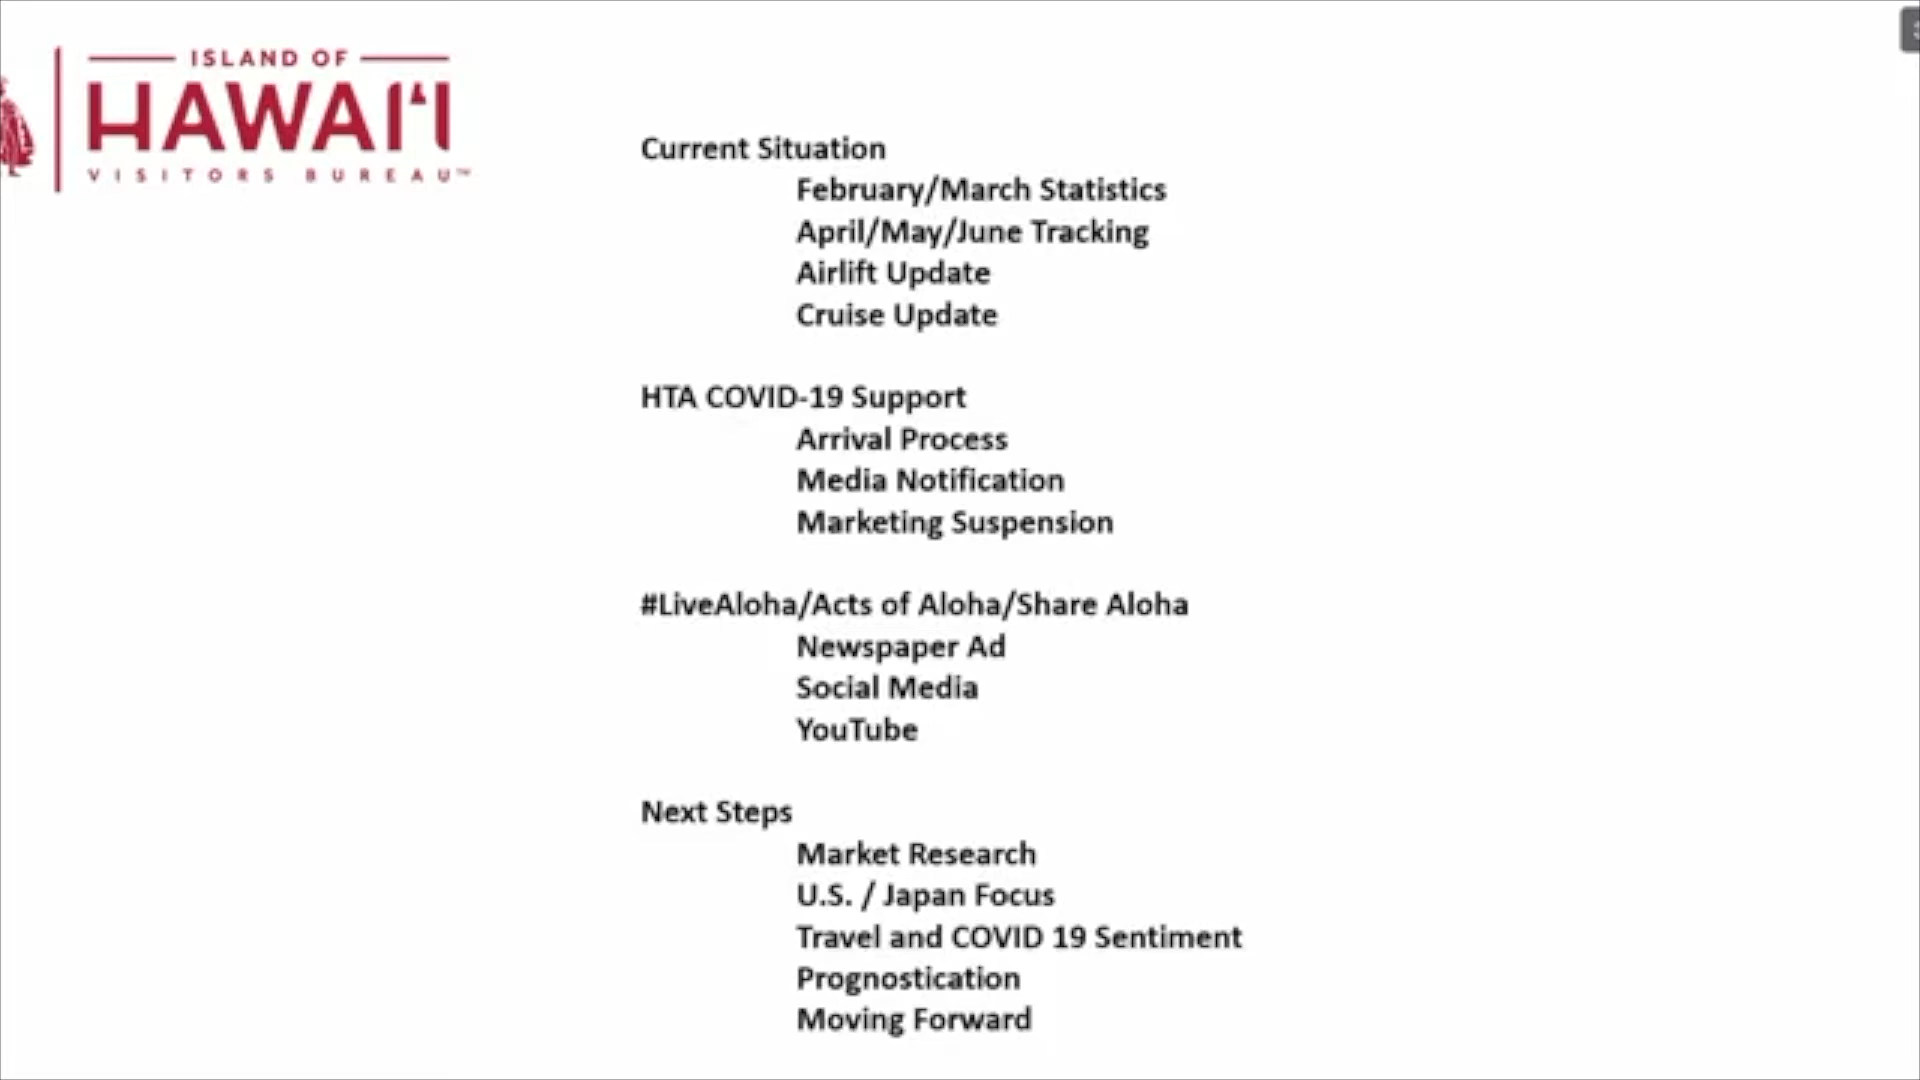 ISLAND OF
HAWAIʻI
VISITORS BUREAU™
Current Situation
February/March Statistics
April/May/June Tracking
Airlift Update
Cruise Update
HTA COVID-19 Support
Arrival Process
Media Notification
Marketing Suspension
#LiveAloha/Acts of Aloha/Share Aloha
Newspaper Ad
Social Media
YouTube
Next Steps
Market Research
U.S. / Japan Focus
Travel and COVID 19 Sentiment
Prognostication
Moving Forward